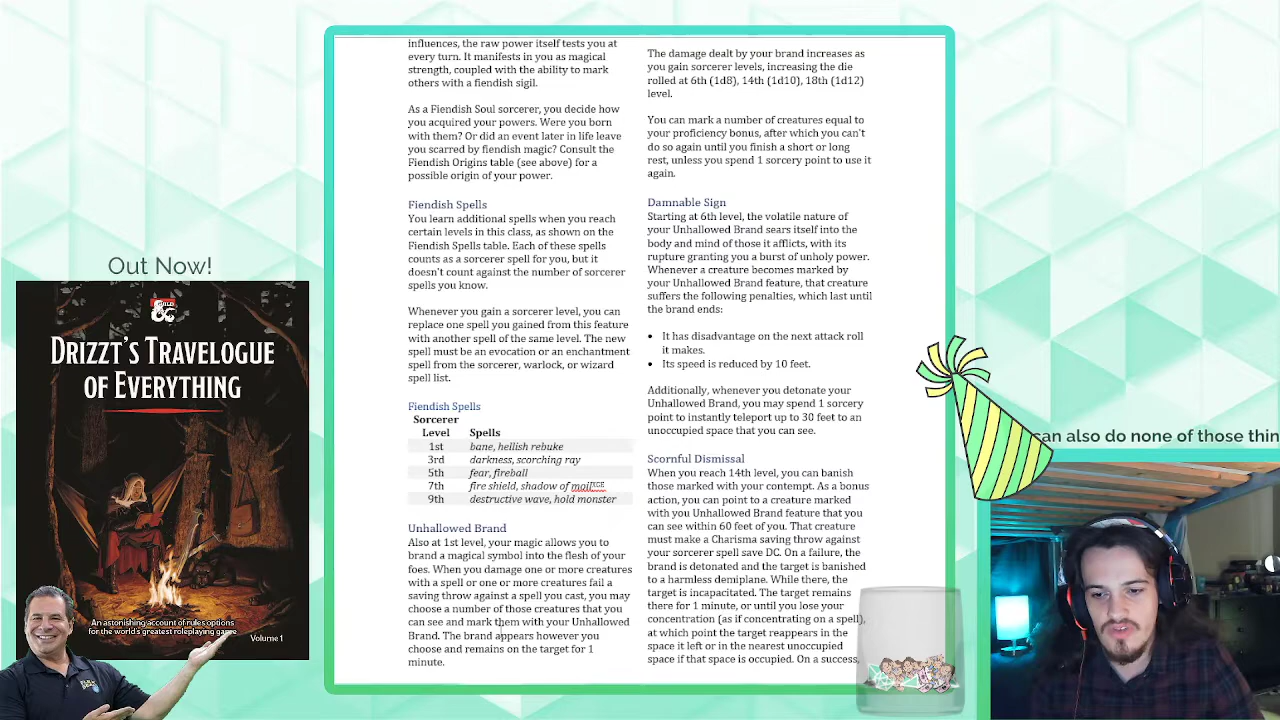 Out Now!
GUILD
DRIZZT'S TRAVELOGUE
OF EVERYTHING
An astonishing account of rules options
for the world's greatest roleplaying game
Volume 1
influences, the raw power itself tests you at
every turn. It manifests in you as magical
strength, coupled with the ability to mark
others with a fiendish sigil.
As a Fiendish Soul sorcerer, you decide how
you acquired your powers. Were you born
with them? Or did an event later in life leave
you scarred by fiendish magic? Consult the
Fiendish Origins table (see above) for a
possible origin of your power.
Fiendish Spells
You learn additional spells when you reach
certain levels in this class, as shown on the
Fiendish Spells table. Each of these spells
counts as a sorcerer spell for you, but it
doesn't count against the number of sorcerer
spells you know.
Whenever you gain a sorcerer level, you can
replace one spell you gained from this feature
with another spell of the same level. The new
spell must be an evocation or an enchantment
spell from the sorcerer, warlock, or wizard
spell list.
Fiendish Spells
Sorcerer
Level Spells
1st bane, hellish rebuke
3rd darkness, scorching ray
5th fear, fireball
7th fire shield, shadow of moil
9th destructive wave, hold monster
Unhallowed Brand
Also at 1st level, your magic allows you to
brand a magical symbol into the flesh of your
foes. When you damage one or more creatures
with a spell or one or more creatures fail a
saving throw against a spell you cast, you may
choose a number of those creatures that you
can see and mark them with your Unhallowed
Brand. The brand appears however you
choose and remains on the target for 1
minute.
The damage dealt by your brand increases as
you gain sorcerer levels, increasing the die
rolled at 6th (1d8), 14th (1d10), 18th (1d12)
level.
You can mark a number of creatures equal to
your proficiency bonus, after which you can't
do so again until you finish a short or long
rest, unless you spend 1 sorcery point to use it
again.
Damnable Sign
Starting at 6th level, the volatile nature of
your Unhallowed Brand sears itself into the
body and mind of those it afflicts, with its
rupture granting you a burst of unholy power.
Whenever a creature becomes marked by
your Unhallowed Brand feature, that creature
suffers the following penalties, which last until
the brand ends:
• It has disadvantage on the next attack roll
it makes.
• Its speed is reduced by 10 feet.
Additionally, whenever you detonate your
Unhallowed Brand, you may spend 1 sorcery
point to instantly teleport up to 30 feet to an
unoccupied space that you can see.
Scornful Dismissal
When you reach 14th level, you can banish
those marked with your contempt. As a bonus
action, you can point to a creature marked
with you Unhallowed Brand feature that you
can see within 60 feet of you. That creature
must make a Charisma saving throw against
your sorcerer spell save DC. On a failure, the
brand is detonated and the target is banished
to a harmless demiplane. While there, the
target is incapacitated. The target remains
there for 1 minute, or until you lose your
concentration (as if concentrating on a spell),
at which point the target reappears in the
space it left or in the nearest unoccupied
space if that space is occupied. On a success,
can also do none of those thin